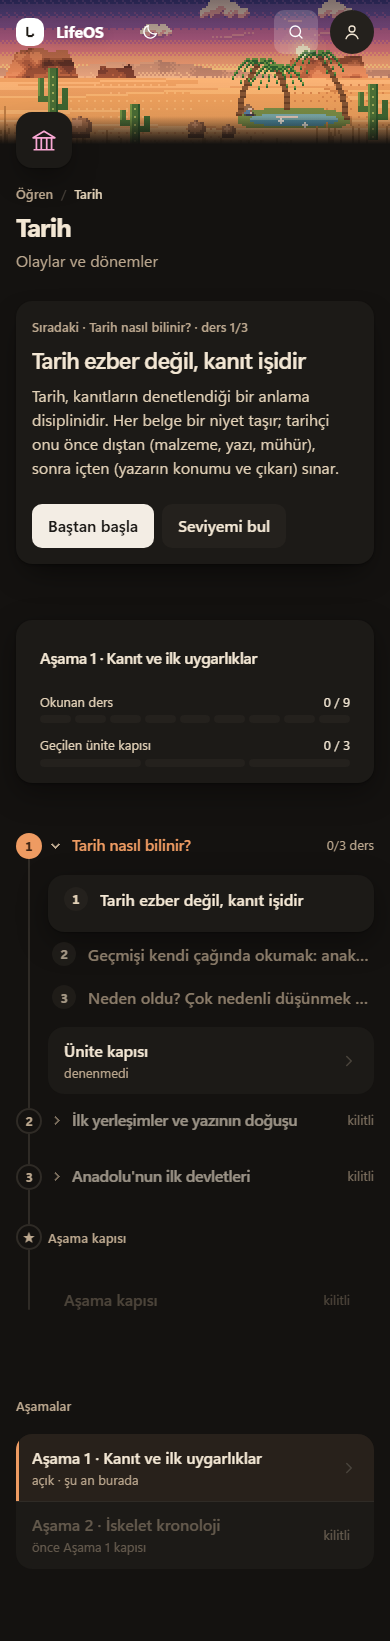 LifeOS
Öğren / Tarih
Tarih
Olaylar ve dönemler
Sıradaki · Tarih nasıl bilinir? · ders 1/3
Tarih ezber değil, kanıt işidir
Tarih, kanıtların denetlendiği bir anlama
disiplinidir. Her belge bir niyet taşır; tarihçi
onu önce dıştan (malzeme, yazı, mühür),
sonra içten (yazarın konumu ve çıkarı) sınar.
Baştan başla
Seviyemi bul
Aşama 1 · Kanıt ve ilk uygarlıklar
Okunan ders 0 / 9
Geçilen ünite kapısı 0 / 3
1 Tarih nasıl bilinir? 0/3 ders
1 Tarih ezber değil, kanıt işidir
2 Geçmişi kendi çağında okumak: anak...
3 Neden oldu? Çok nedenli düşünmek ...
Ünite kapısı
denenmedi
2 İlk yerleşimler ve yazının doğuşu kilitli
3 Anadolu'nun ilk devletleri kilitli
Aşama kapısı
Aşama kapısı kilitli
Aşamalar
Aşama 1 · Kanıt ve ilk uygarlıklar
açık · şu an burada
Aşama 2 · İskelet kronoloji
önce Aşama 1 kapısı
kilitli